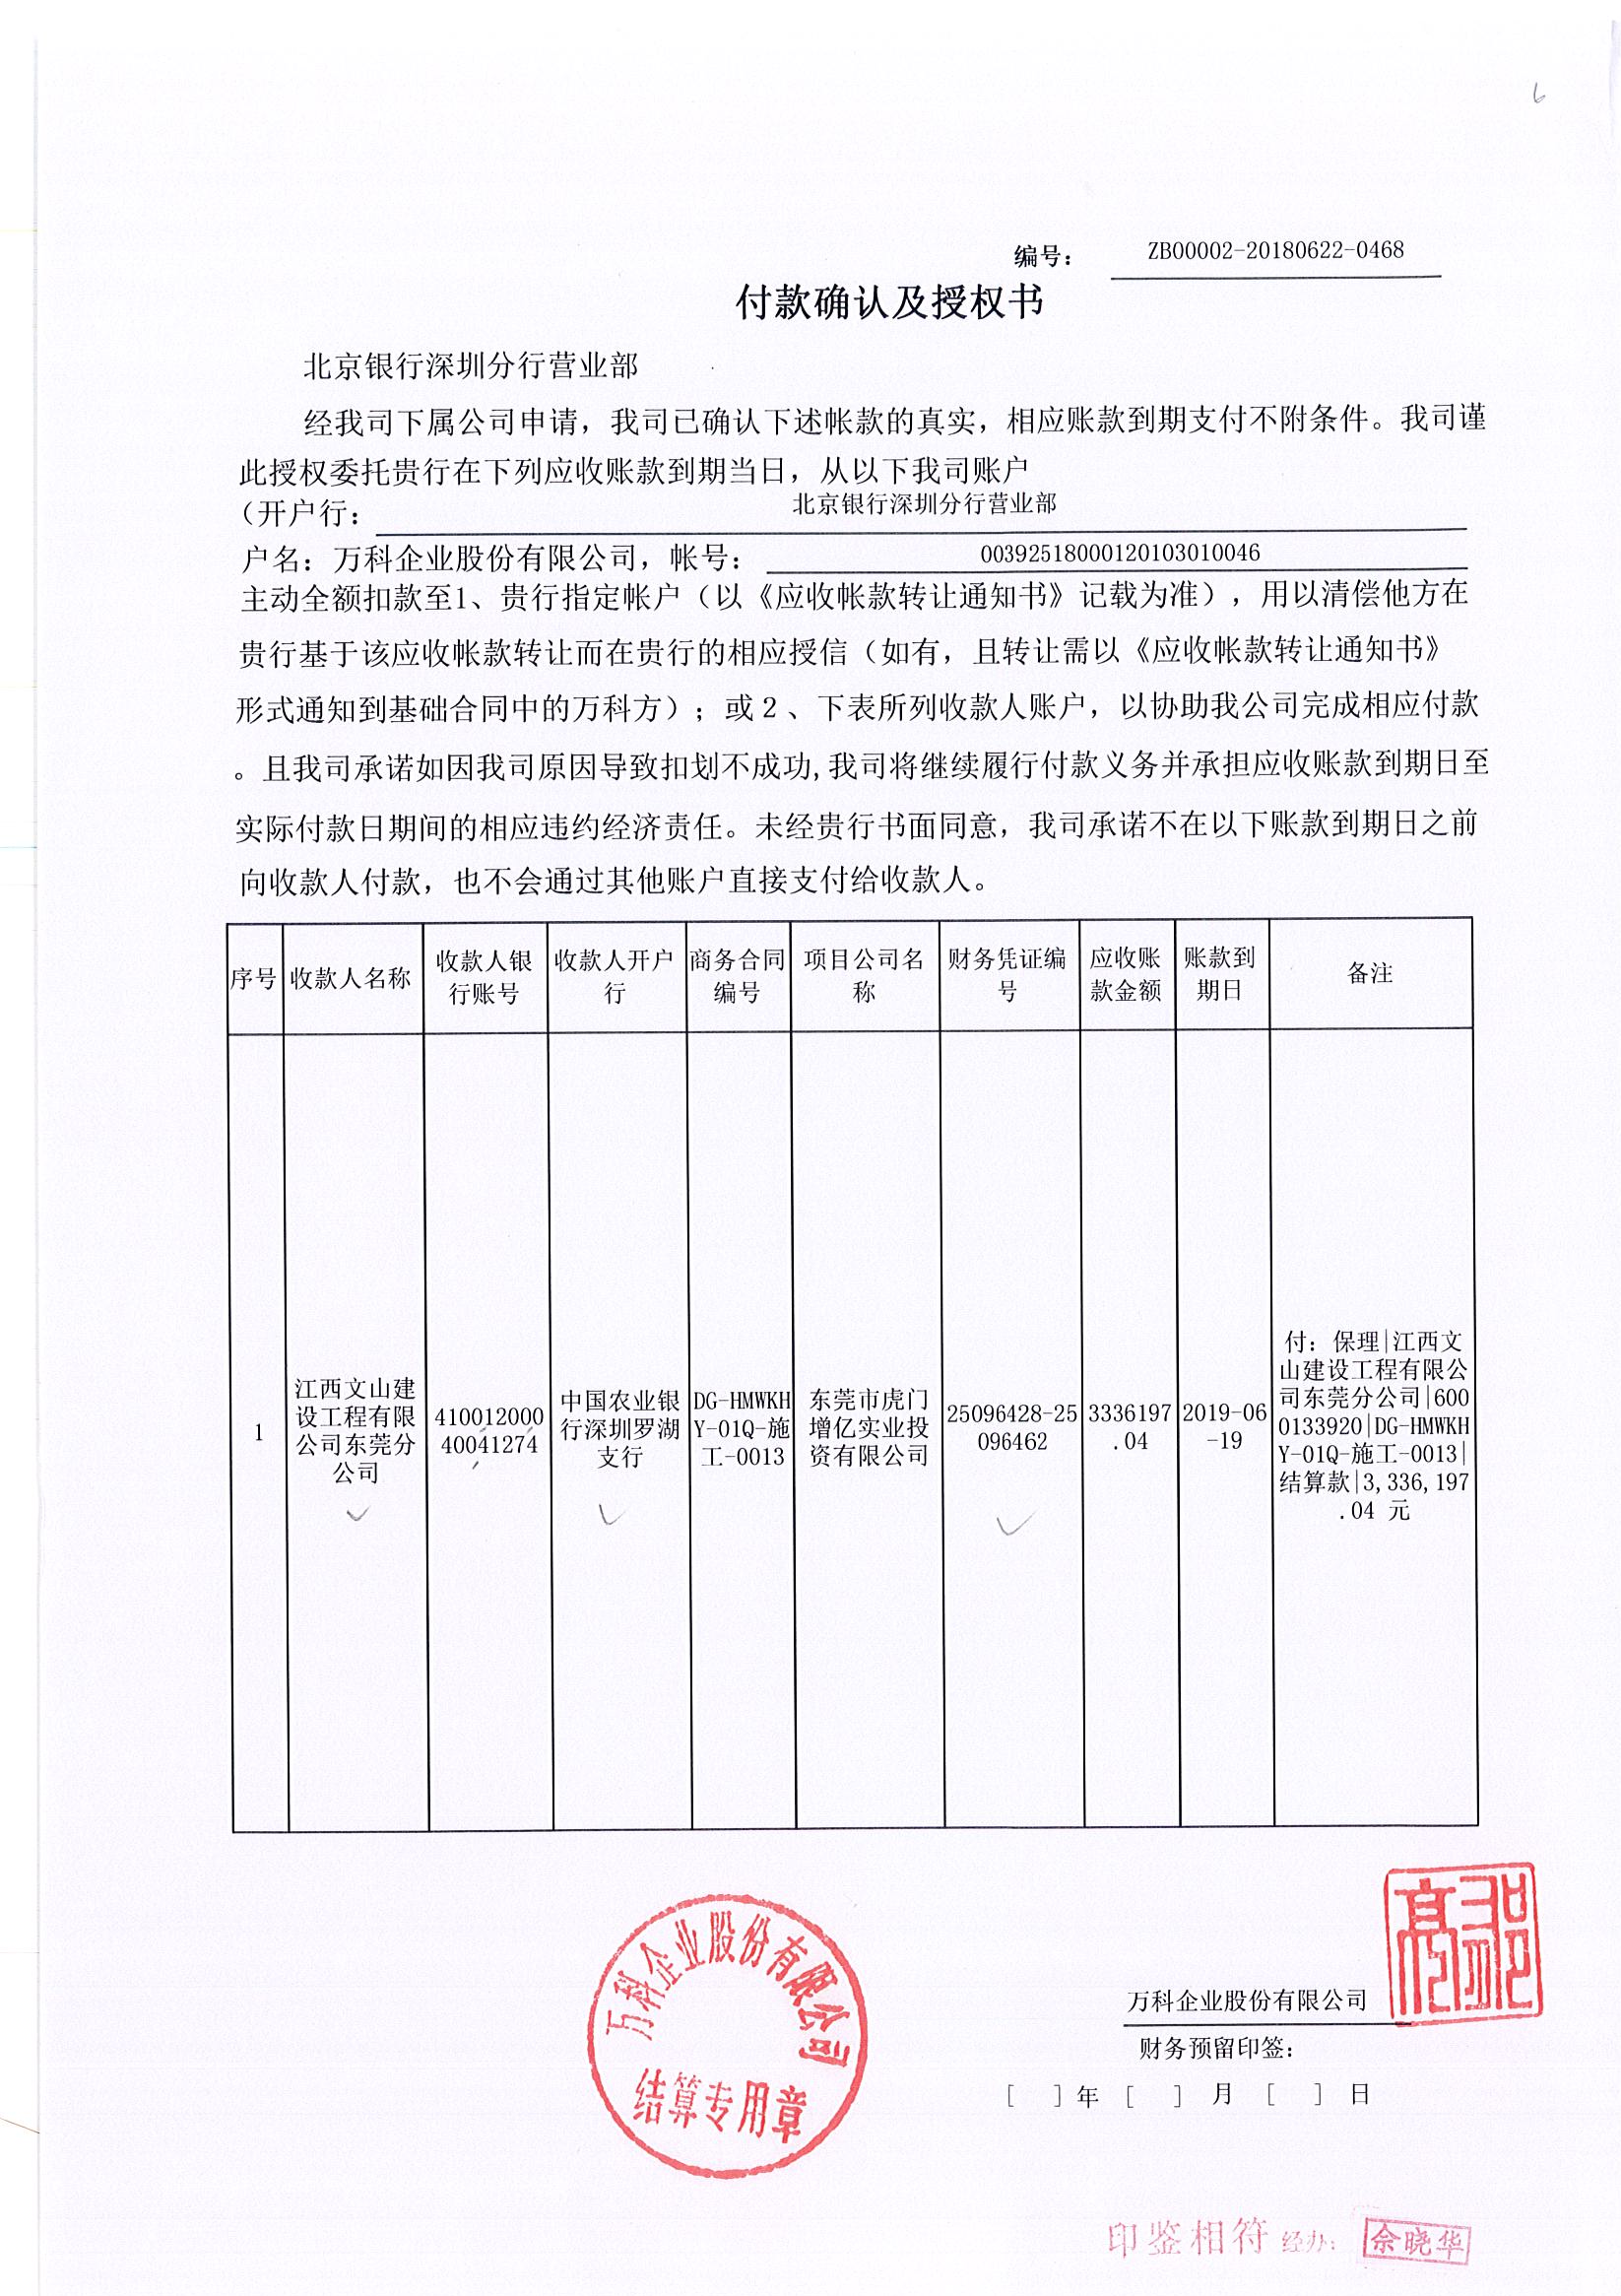 6
编号： ZB00002-20180622-0468
付款确认及授权书
北京银行深圳分行营业部
经我司下属公司申请，我司已确认下述帐款的真实，相应账款到期支付不附条件。我司谨
此授权委托贵行在下列应收账款到期当日，从以下我司账户
（开户行： 北京银行深圳分行营业部
户名：万科企业股份有限公司，帐号： 00392518000120103010046
主动全额扣款至1、贵行指定帐户（以《应收帐款转让通知书》记载为准），用以清偿他方在
贵行基于该应收帐款转让而在贵行的相应授信（如有，且转让需以《应收帐款转让通知书》
形式通知到基础合同中的万科方）；或２、下表所列收款人账户，以协助我公司完成相应付款
。且我司承诺如因我司原因导致扣划不成功,我司将继续履行付款义务并承担应收账款到期日至
实际付款日期间的相应违约经济责任。未经贵行书面同意，我司承诺不在以下账款到期日之前
向收款人付款，也不会通过其他账户直接支付给收款人。
序号
收款人名称
收款人银
行账号
收款人开户
行
商务合同
编号
项目公司名
称
财务凭证编
号
应收账
款金额
账款到
期日
备注
1
江西文山建
设工程有限
公司东莞分
公司
410012000
40041274
中国农业银
行深圳罗湖
支行
DG-HMWKH
Y-01Q-施
工-0013
东莞市虎门
增亿实业投
资有限公司
25096428-25
096462
3336197
.04
2019-06
-19
付：保理|江西文
山建设工程有限公
司东莞分公司|600
0133920|DG-HMWKH
Y-01Q-施工-0013|
结算款|3,336,197
.04 元
万科企业股份有限公司
结算专用章
万科企业股份有限公司
财务预留印签：
[ ]年 [ ] 月 [ ] 日
印鉴相符 经办： 佘晓华